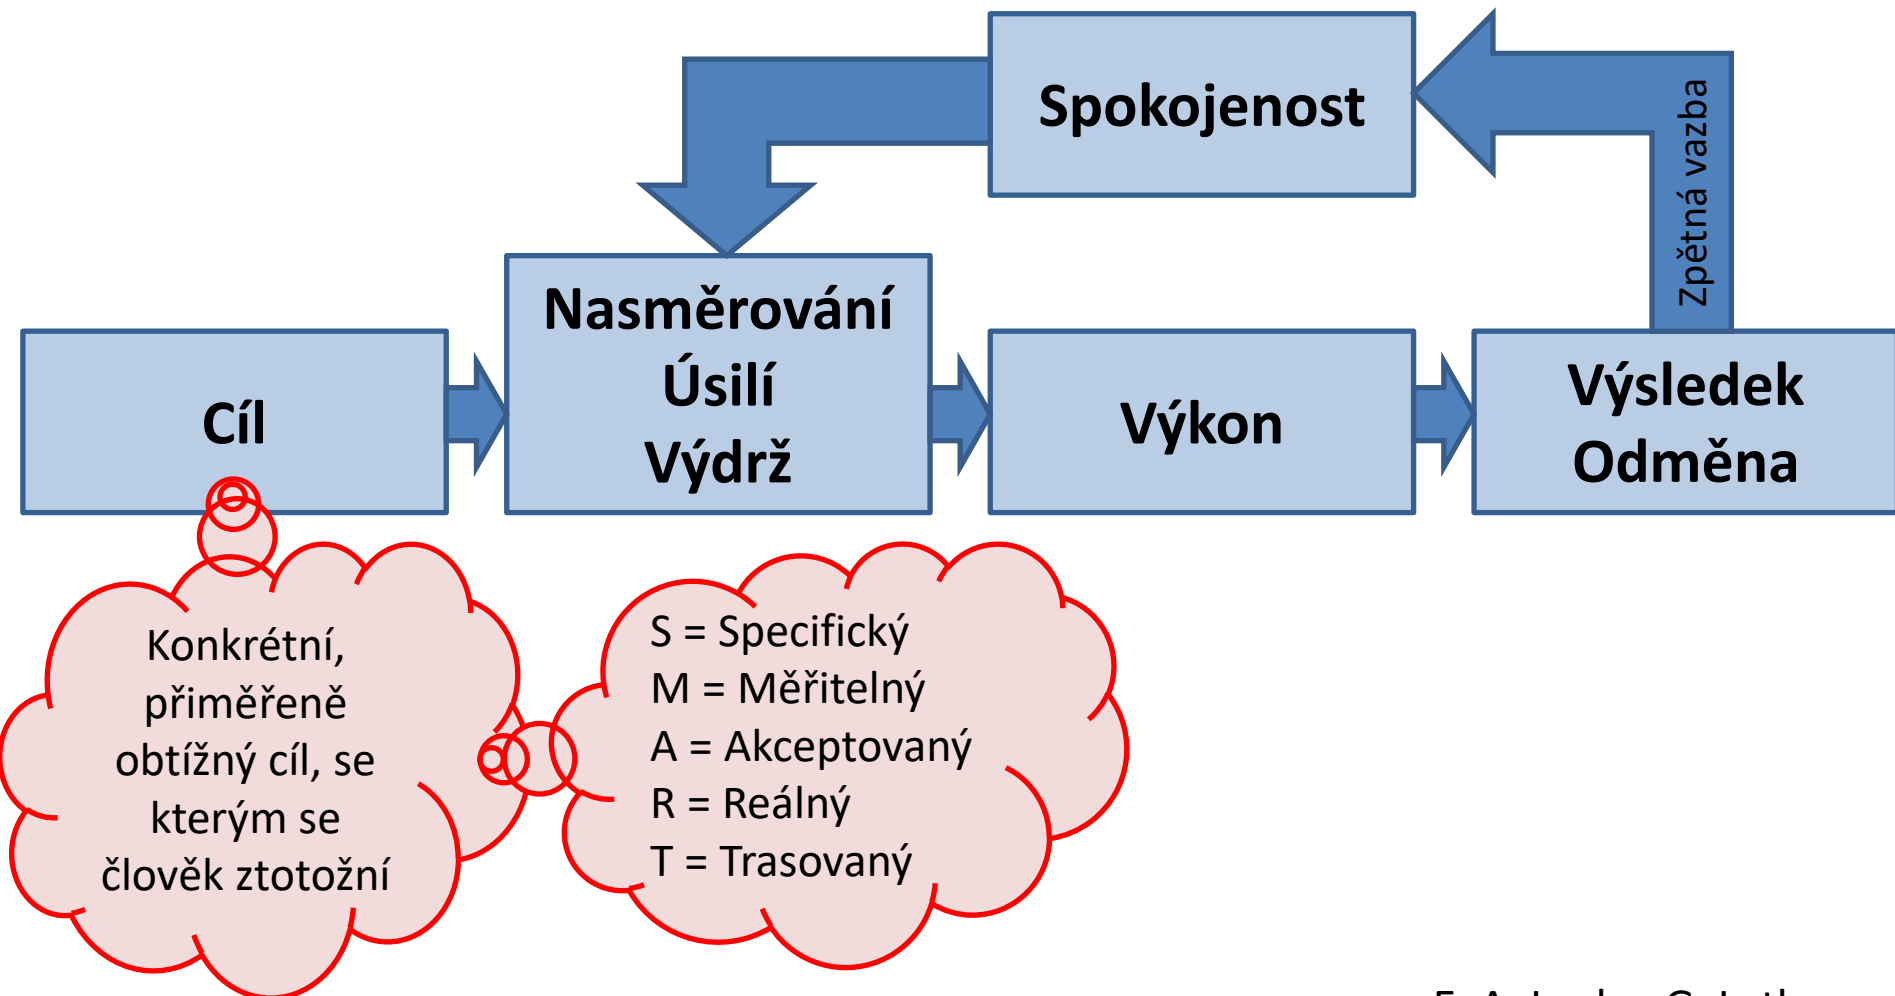 Spokojenost
Zpětná vazba
Nasměrování
Úsilí
Výdrž
Cíl
Výkon
Výsledek
Odměna
Konkrétní,
přiměřeně
obtížný cíl, se
kterým se
člověk ztotožní
S = Specifický
M = Měřitelný
A = Akceptovaný
R = Reálný
T = Trasovaný